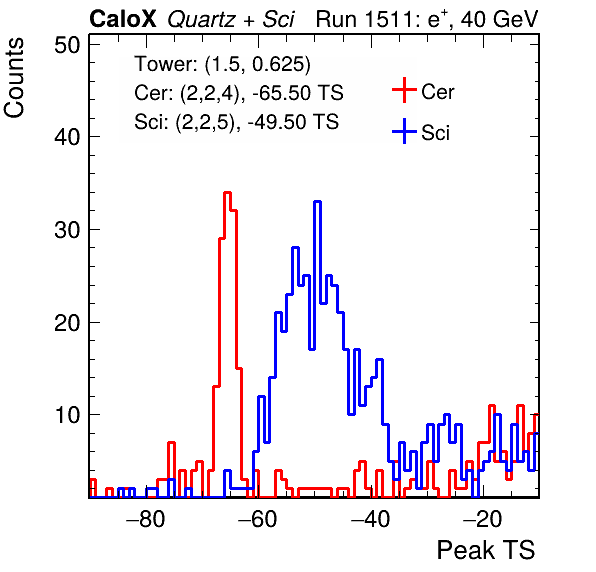 CaloX Quartz + Sci Run 1511: e⁺, 40 GeV
Counts
50
40
30
20
10
Tower: (1.5, 0.625)
Cer: (2,2,4), -65.50 TS
Sci: (2,2,5), -49.50 TS
Cer
Sci
−80 −60 −40 −20
Peak TS